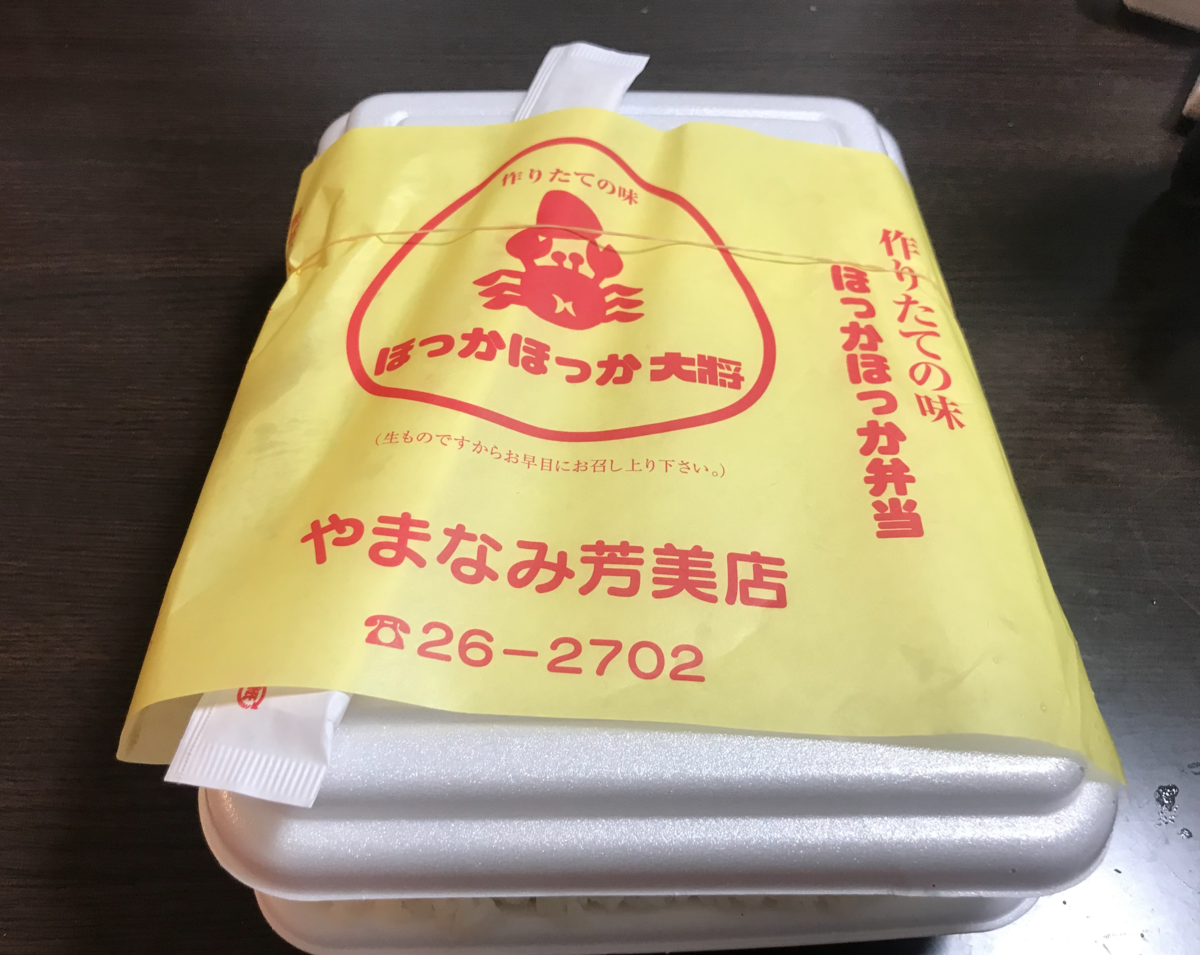 作りたての味
ほっかほっか大将
(生ものですからお早目にお召し上り下さい。)
やまなみ芳美店
☎26-2702
作りたての味
ほっかほっか弁当